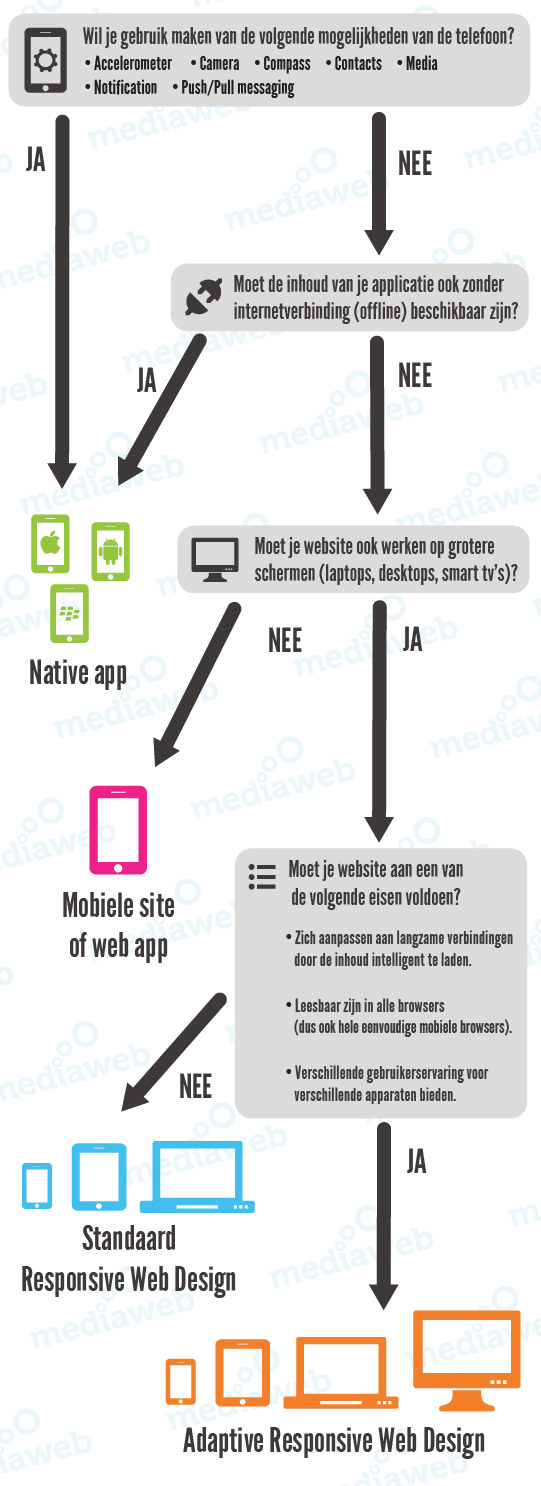 Wil je gebruik maken van de volgende mogelijkheden van de telefoon?
• Accelerometer • Camera • Compass • Contacts • Media
• Notification • Push/Pull messaging
JA
NEE
Moet de inhoud van je applicatie ook zonder
internetverbinding (offline) beschikbaar zijn?
JA
NEE
Moet je website ook werken op grotere
schermen (laptops, desktops, smart tv's)?
Native app
NEE
JA
Mobiele site
of web app
Moet je website aan een van
de volgende eisen voldoen?
• Zich aanpassen aan langzame verbindingen
door de inhoud intelligent te laden.
• Leesbaar zijn in alle browsers
(dus ook hele eenvoudige mobiele browsers).
• Verschillende gebruikerservaring voor
verschillende apparaten bieden.
NEE
JA
Standaard
Responsive Web Design
Adaptive Responsive Web Design
mediaweb